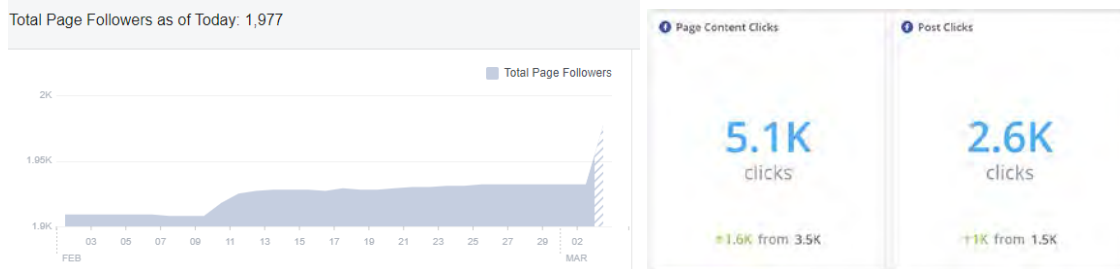 Total Page Followers as of Today: 1,977
Total Page Followers
2K
1.95K
1.9K
03 05 07 09 11 13 15 17 19 21 23 25 27 29 02
FEB MAR
Page Content Clicks
5.1K
clicks
↑1.6K from 3.5K
Post Clicks
2.6K
clicks
↑1K from 1.5K